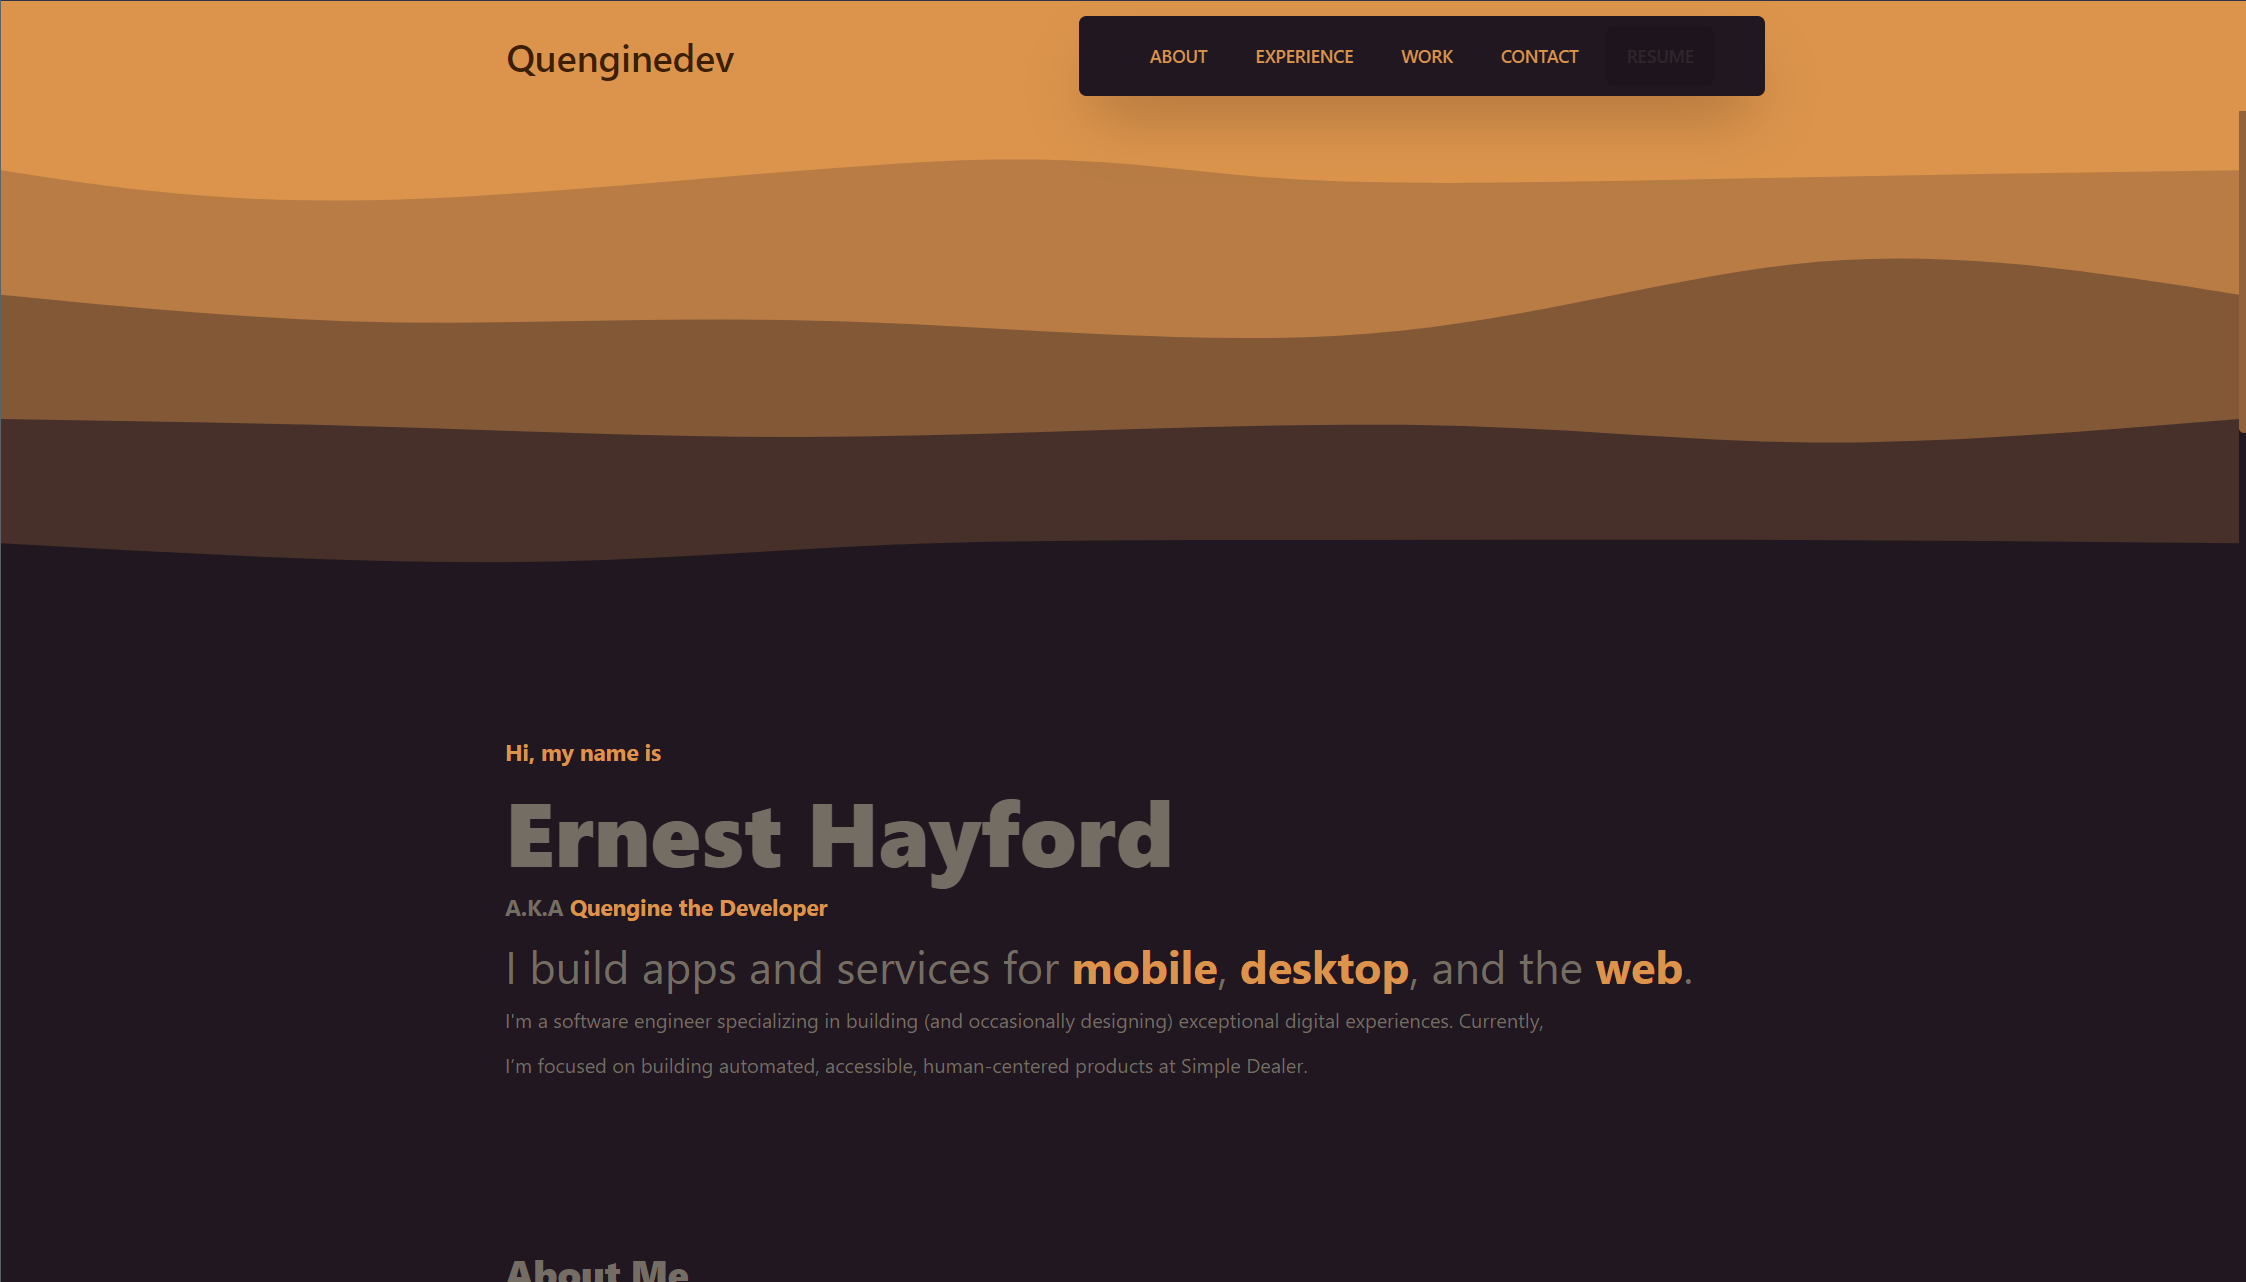 Quenginedev
ABOUT EXPERIENCE WORK CONTACT RESUME
Hi, my name is
Ernest Hayford
A.K.A Quengine the Developer
I build apps and services for mobile, desktop, and the web.
I'm a software engineer specializing in building (and occasionally designing) exceptional digital experiences. Currently,
I’m focused on building automated, accessible, human-centered products at Simple Dealer.
About Me